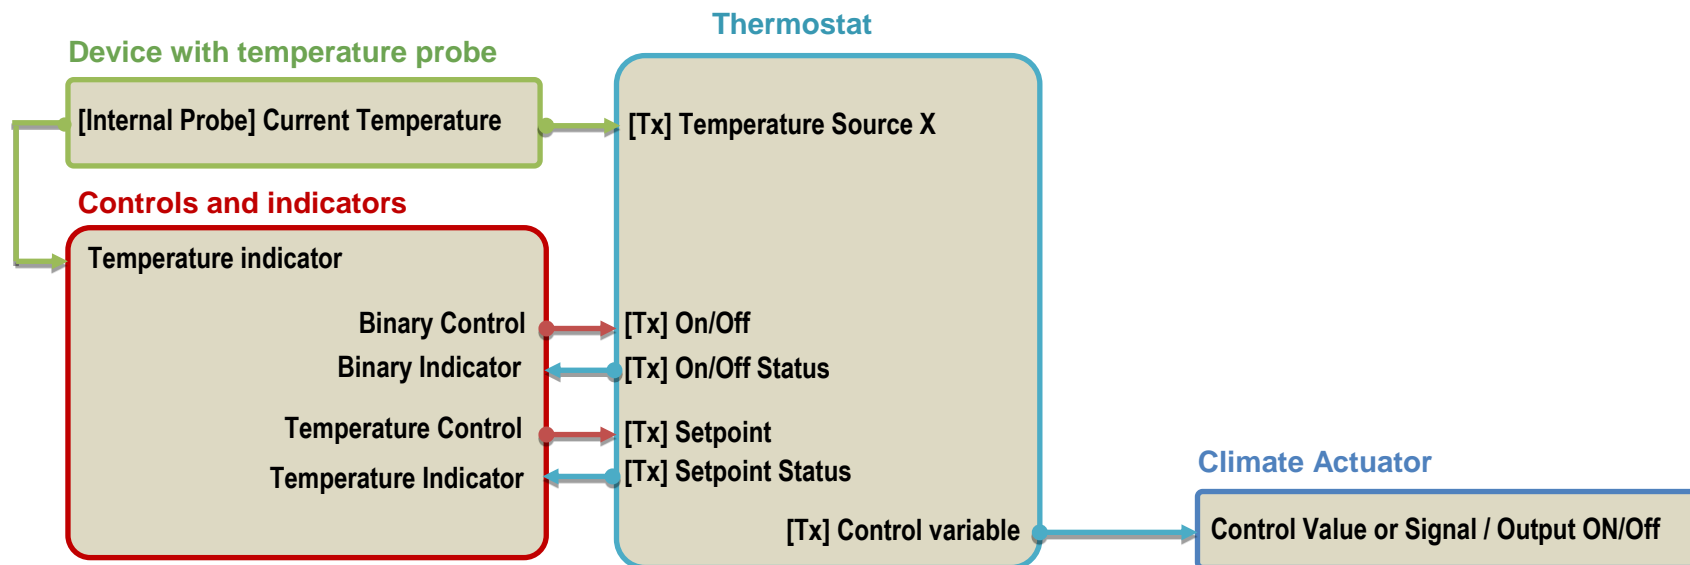 Thermostat
Device with temperature probe
[Internal Probe] Current Temperature
[Tx] Temperature Source X
Controls and indicators
Temperature indicator
Binary Control
[Tx] On/Off
Binary Indicator
[Tx] On/Off Status
Temperature Control
[Tx] Setpoint
Temperature Indicator
[Tx] Setpoint Status
Climate Actuator
[Tx] Control variable
Control Value or Signal / Output ON/Off